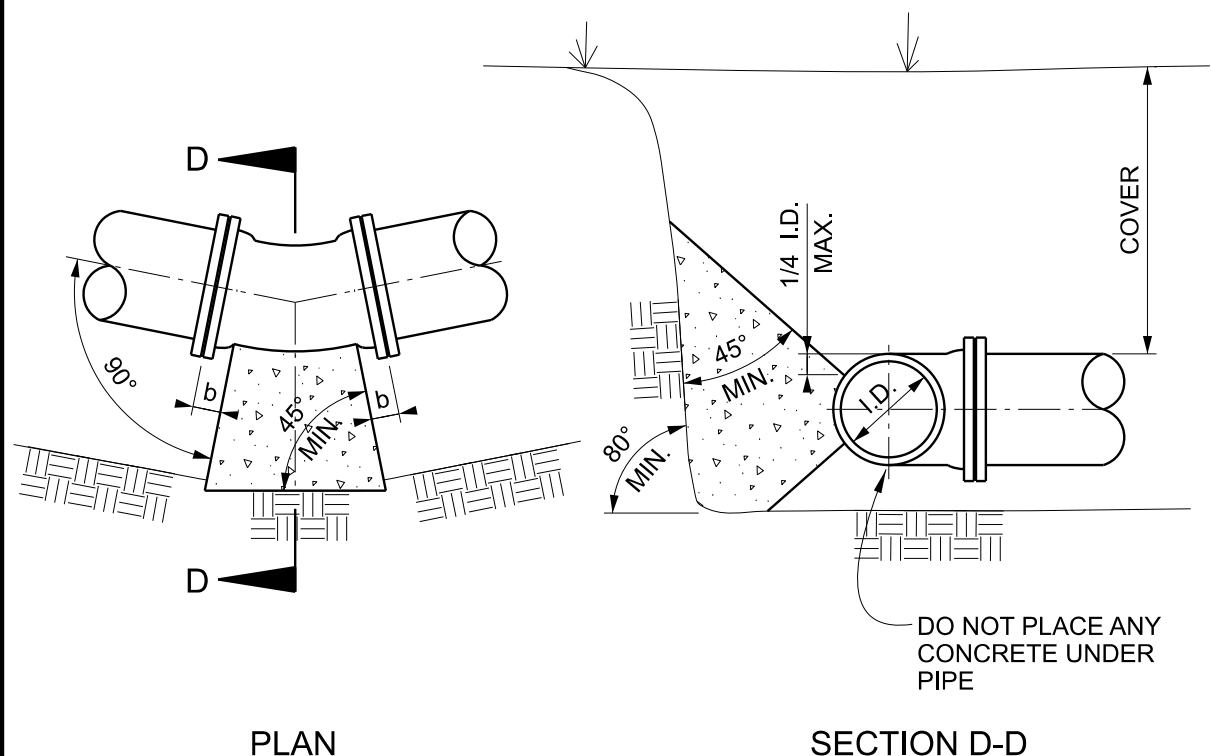 D
90°
b
45°
MIN.
b
D
PLAN
COVER
1/4 I.D.
MAX.
45°
MIN.
I.D.
80°
MIN.
DO NOT PLACE ANY
CONCRETE UNDER
PIPE
SECTION D-D